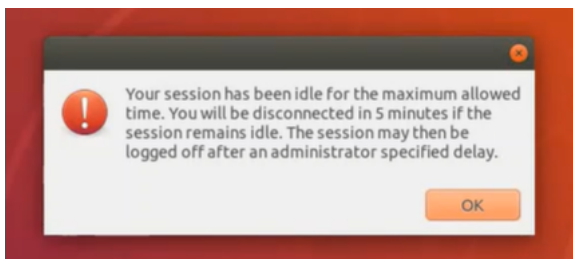 Your session has been idle for the maximum allowed
time. You will be disconnected in 5 minutes if the
session remains idle. The session may then be
logged off after an administrator specified delay.
OK